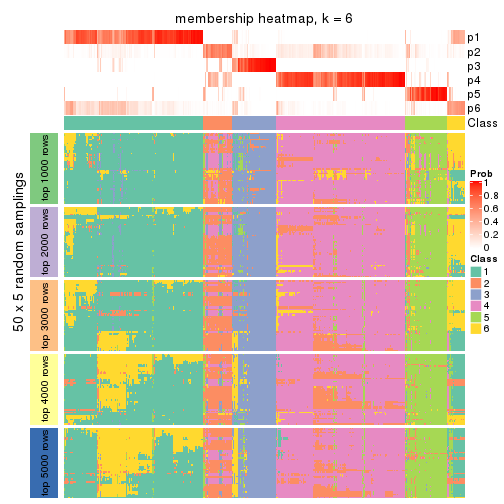 membership heatmap, k = 6
p1
p2
p3
p4
p5
p6
Class
50 x 5 random samplings
top 1000 rows
top 2000 rows
top 3000 rows
top 4000 rows
top 5000 rows
Prob
1
0.8
0.6
0.4
0.2
0
Class
1
2
3
4
5
6